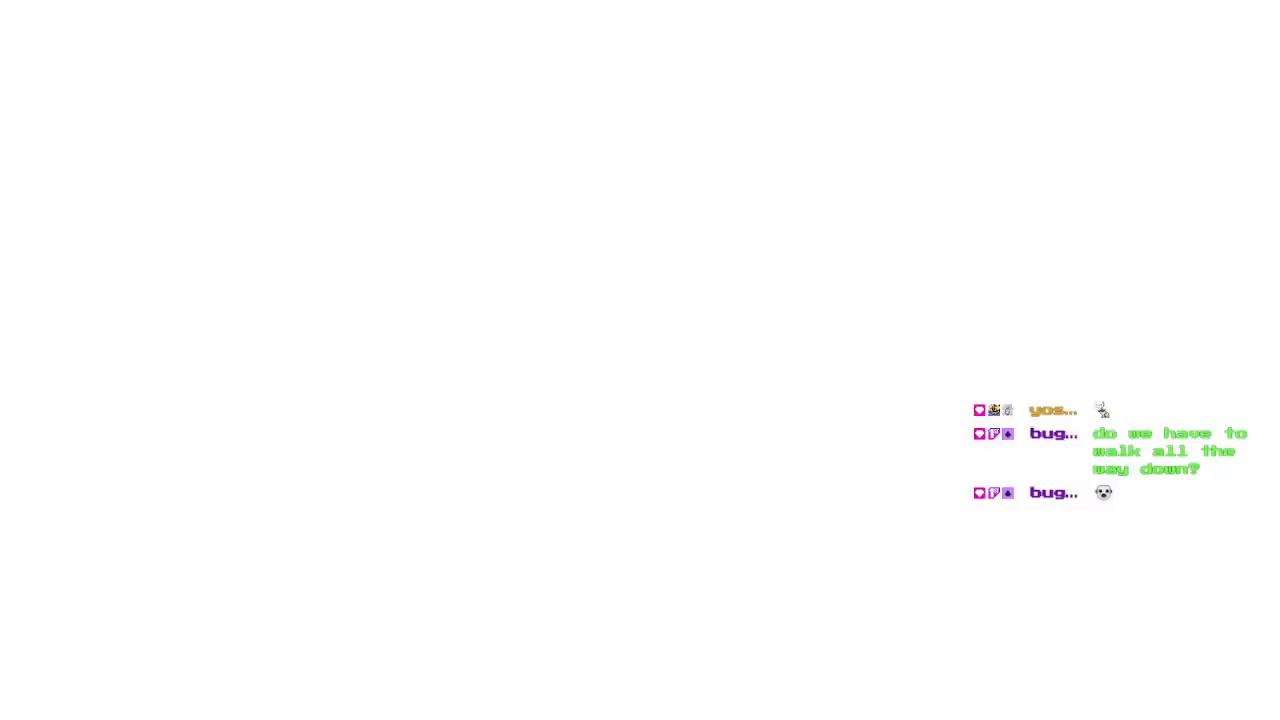 yos...
bug... do we have to
walk all the
way down?
bug...